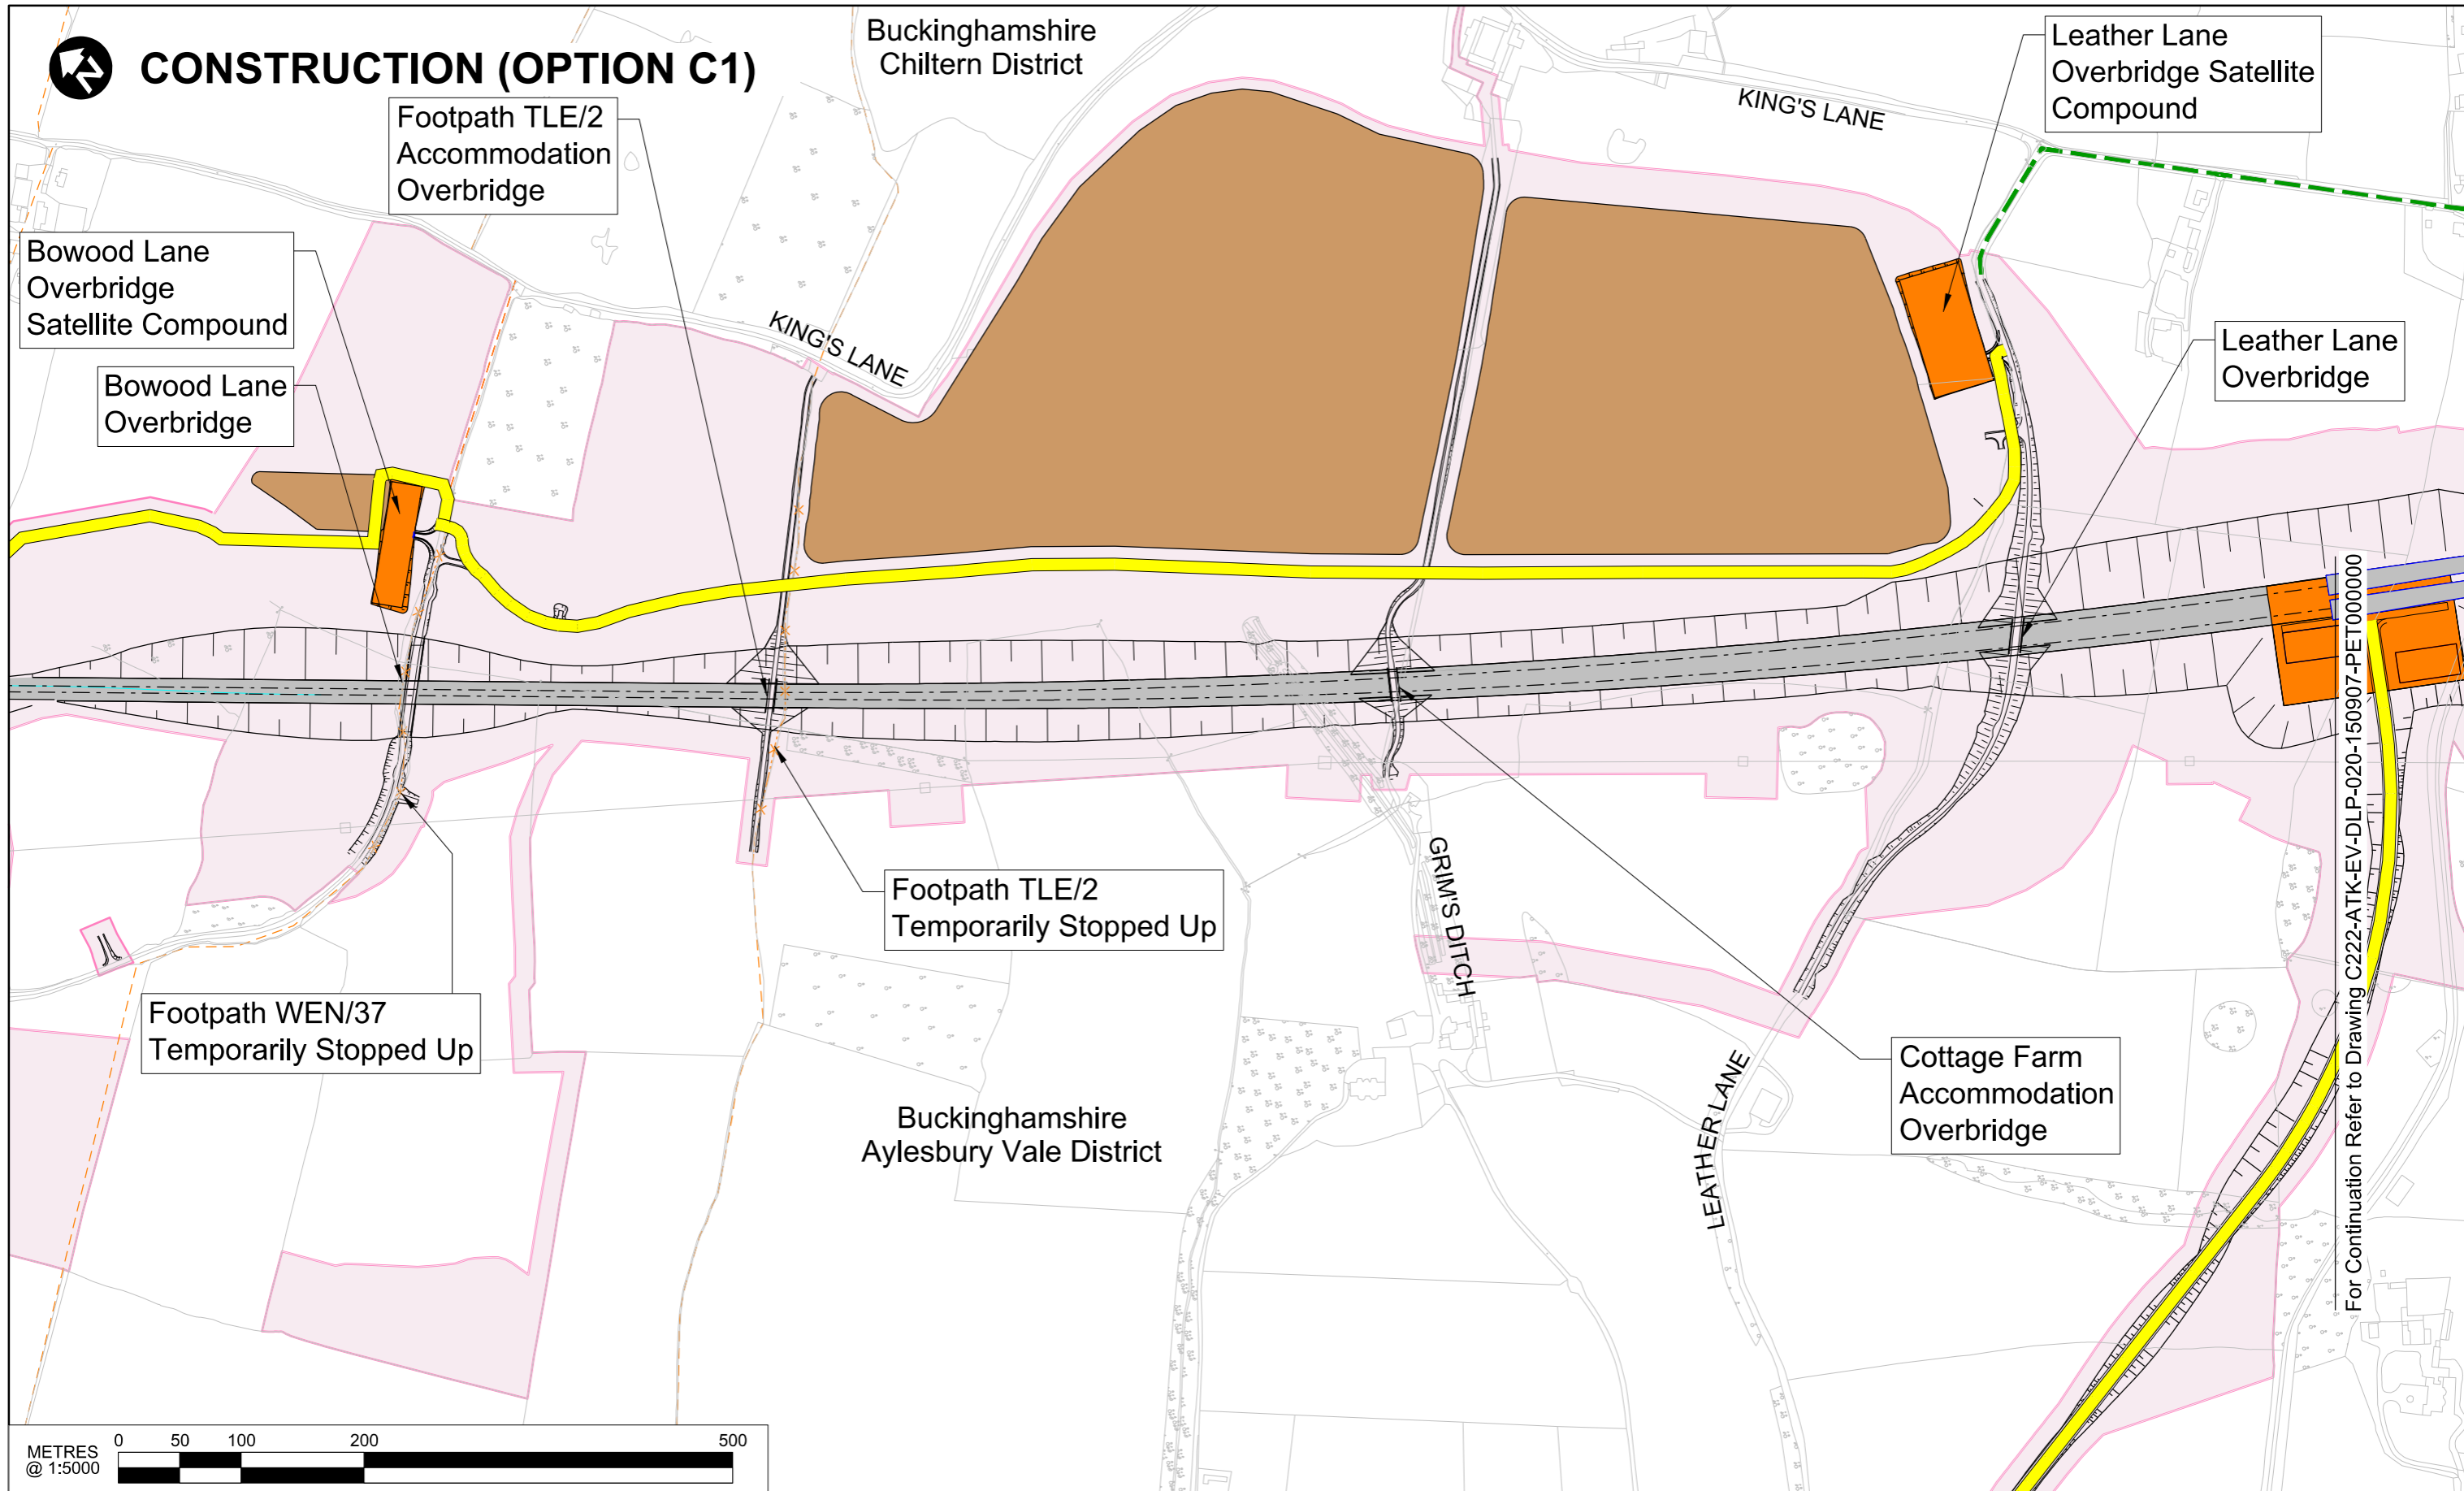 CONSTRUCTION (OPTION C1)
Buckinghamshire
Chiltern District
Leather Lane
Overbridge Satellite
Compound
KING'S LANE
Footpath TLE/2
Accommodation
Overbridge
Bowood Lane
Overbridge
Satellite Compound
KING'S LANE
Leather Lane
Overbridge
Bowood Lane
Overbridge
Footpath TLE/2
Temporarily Stopped Up
GRIM'S DITCH
Footpath WEN/37
Temporarily Stopped Up
Cottage Farm
Accommodation
Overbridge
Buckinghamshire
Aylesbury Vale District
LEATHER LANE
For Continuation Refer to Drawing C222-ATK-EV-DLP-020-150907-PET000000
METRES
@ 1:5000
0 50 100 200 500
N